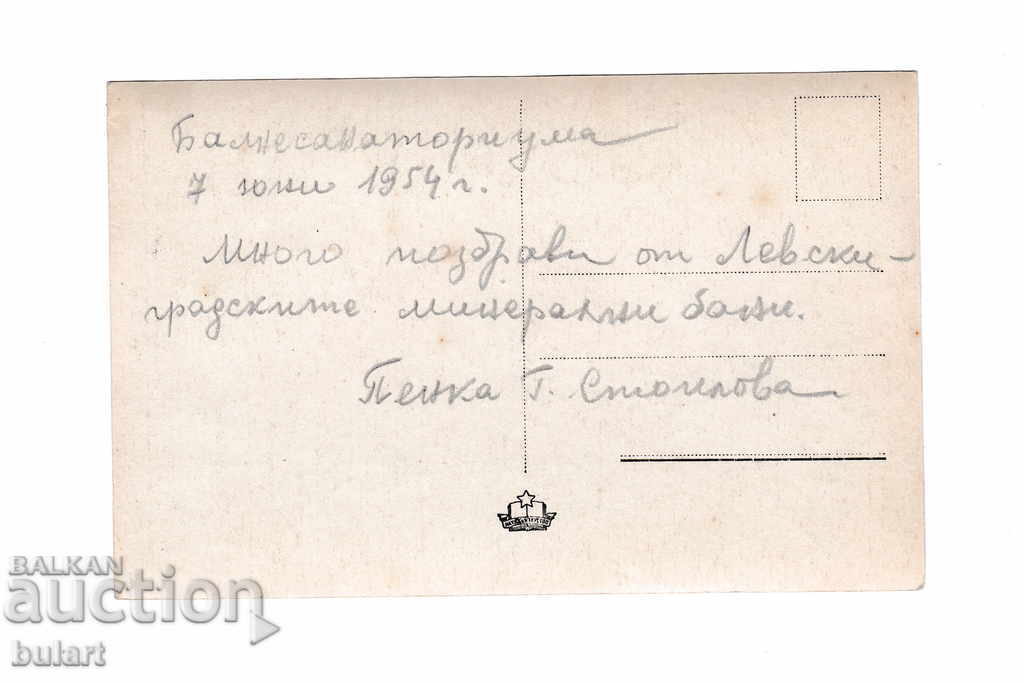 Балнесанаториума
7 юни 1954 г.
Много поздрави от Левски-
градските минерални бани.
Пенка Т. Стоилова
BALKAN
auction
bulart